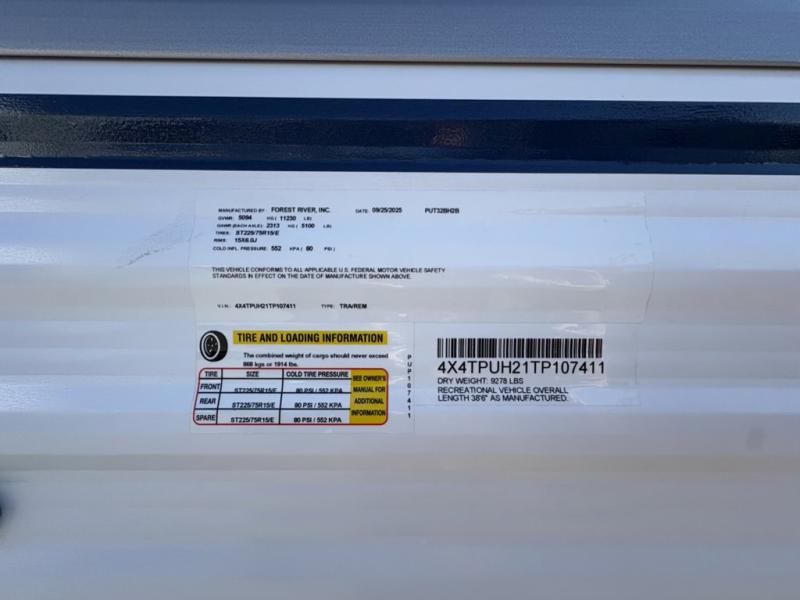 MANUFACTURED BY: FOREST RIVER, INC. DATE: 09/25/2025 PUT32BH2B
GVWR: 5094 KG ( 11230 LB)
GAWR (EACH AXLE): 2313 KG ( 5100 LB)
TIRES: ST225/75R15/E
RIMS: 15X6.0J
COLD INFL. PRESSURE: 552 KPA ( 80 PSI )
THIS VEHICLE CONFORMS TO ALL APPLICABLE U.S. FEDERAL MOTOR VEHICLE SAFETY
STANDARDS IN EFFECT ON THE DATE OF MANUFACTURE SHOWN ABOVE.
V.I.N.: 4X4TPUH21TP107411 TYPE: TRA/REM
TIRE AND LOADING INFORMATION
The combined weight of cargo should never exceed
868 kgs or 1914 lbs.
TIRE SIZE COLD TIRE PRESSURE SEE OWNER'S
FRONT ST225/75R15/E 80 PSI / 552 KPA MANUAL FOR
REAR ST225/75R15/E 80 PSI / 552 KPA ADDITIONAL
SPARE ST225/75R15/E 80 PSI / 552 KPA INFORMATION
PUP107411
4X4TPUH21TP107411
DRY WEIGHT: 9278 LBS
RECREATIONAL VEHICLE OVERALL
LENGTH 38'6" AS MANUFACTURED.